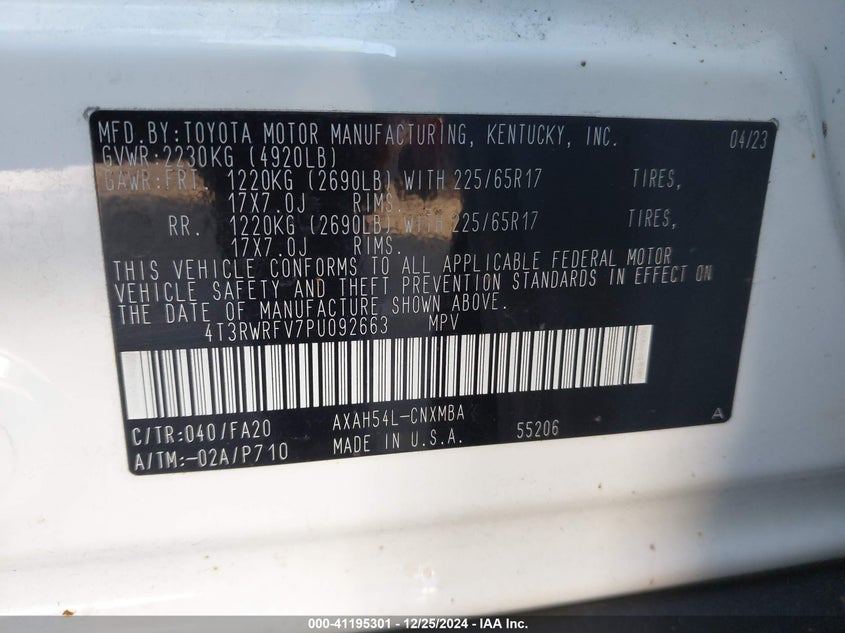 MFD.BY:TOYOTA MOTOR MANUFACTURING, KENTUCKY, INC. 04/23
GVWR:2230KG (4920LB)
GAWR:FRT. 1220KG (2690LB) WITH 225/65R17 TIRES,
17X7.0J RIMS.
RR. 1220KG (2690LB) WITH 225/65R17 TIRES,
17X7.0J RIMS.
THIS VEHICLE CONFORMS TO ALL APPLICABLE FEDERAL MOTOR
VEHICLE SAFETY AND THEFT PREVENTION STANDARDS IN EFFECT ON
THE DATE OF MANUFACTURE SHOWN ABOVE.
4T3RWRFV7PU092663 MPV
C/TR:040/FA20 AXAH54L-CNXMBA A
A/TM:-02A/P710 MADE IN U.S.A. 55206
000-41195301 - 12/25/2024 - IAA Inc.